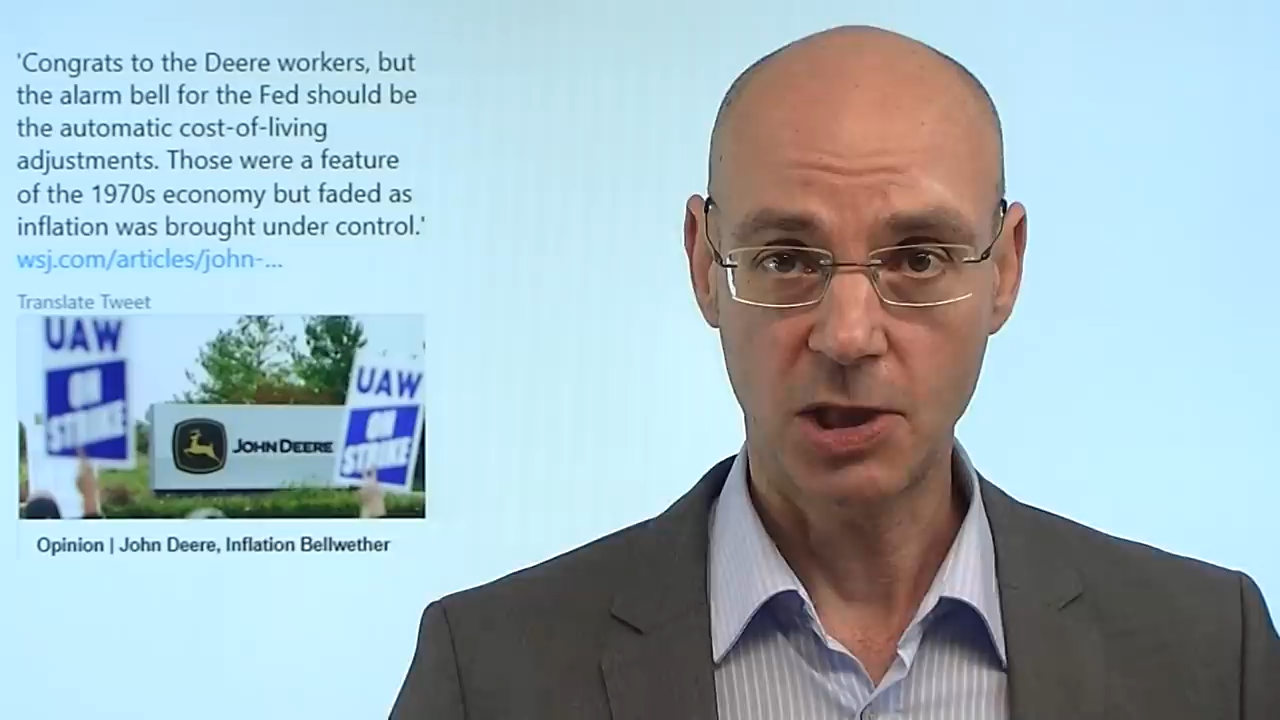 'Congrats to the Deere workers, but
the alarm bell for the Fed should be
the automatic cost-of-living
adjustments. Those were a feature
of the 1970s economy but faded as
inflation was brought under control.'
wsj.com/articles/john-...
Translate Tweet
UAW
ON
STRIKE
JOHN DEERE
UAW
ON
STRIKE
Opinion | John Deere, Inflation Bellwether